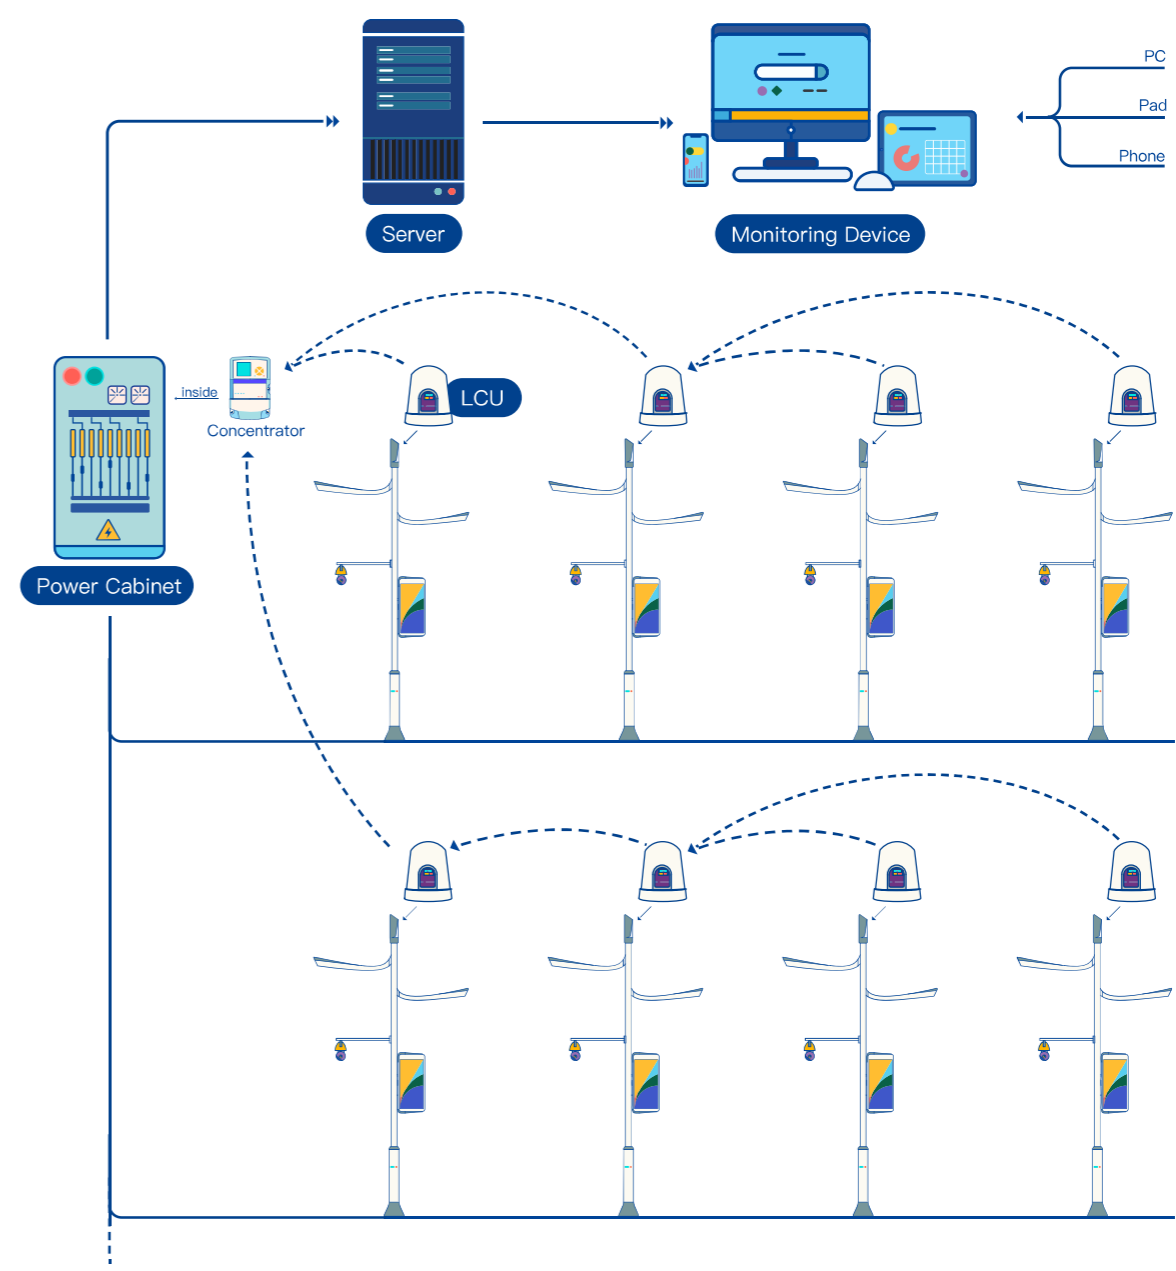 PC
Pad
Phone
Server
Monitoring Device
inside
LCU
Concentrator
Power Cabinet